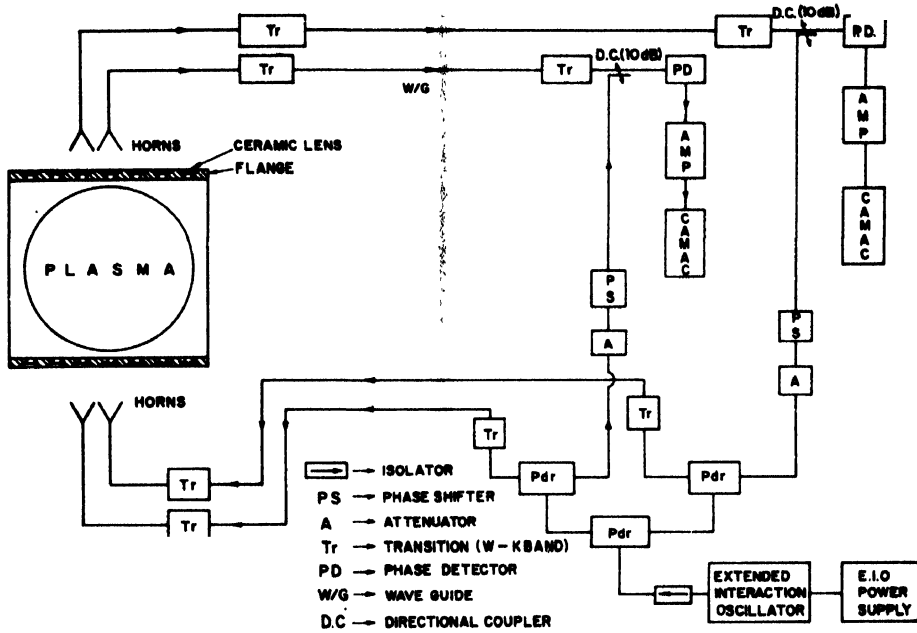 D.C.(10dB)
Tr
Tr
P.D.
D.C.(10dB)
Tr
Tr
PD
W/G
AMP
AMP
HORNS
CERAMIC LENS
FLANGE
CAMAC
CAMAC
PLASMA
PS
PS
A
A
HORNS
Tr
Tr
Pdr
Pdr
Tr
Tr
Pdr
→ ISOLATOR
PS → PHASE SHIFTER
A → ATTENUATOR
Tr → TRANSITION (W-KBAND)
PD → PHASE DETECTOR
W/G → WAVE GUIDE
D.C → DIRECTIONAL COUPLER
EXTENDED
INTERACTION
OSCILLATOR
E.I.O
POWER
SUPPLY